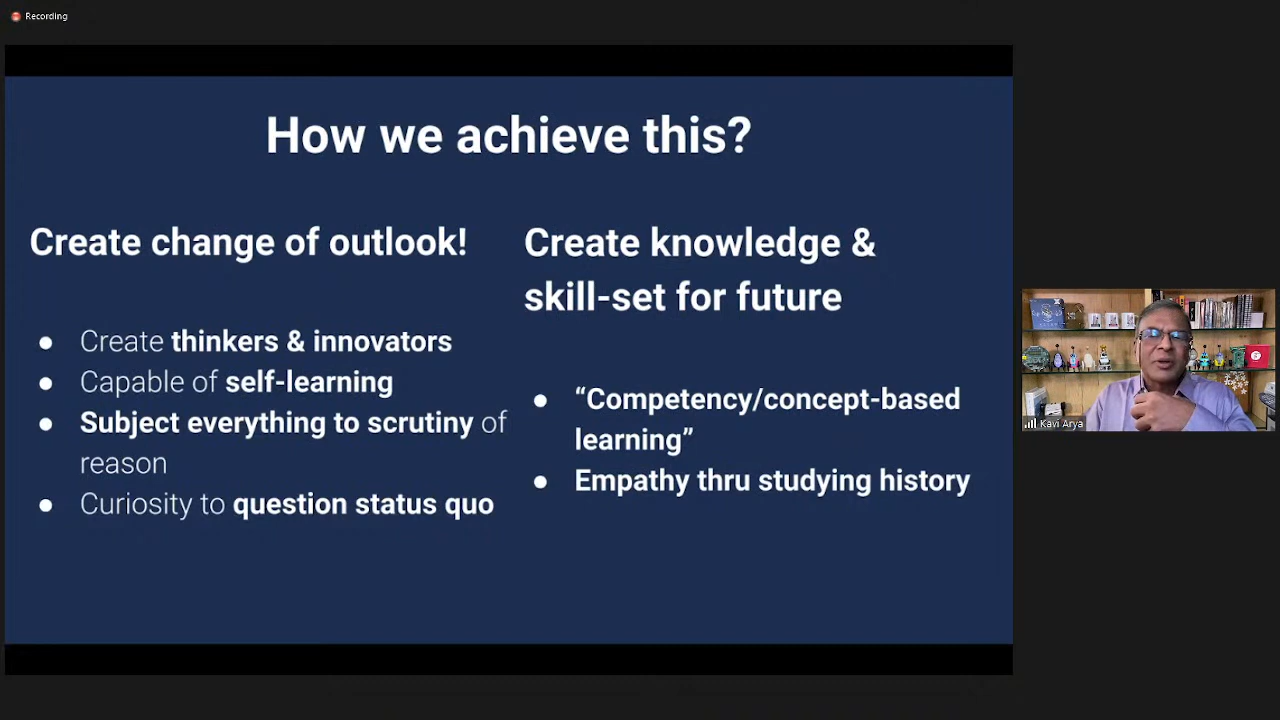 Recording
How we achieve this?
Create change of outlook!
● Create thinkers & innovators
● Capable of self-learning
● Subject everything to scrutiny of
reason
● Curiosity to question status quo
Create knowledge &
skill-set for future
● “Competency/concept-based
learning”
● Empathy thru studying history
Kavi Arya